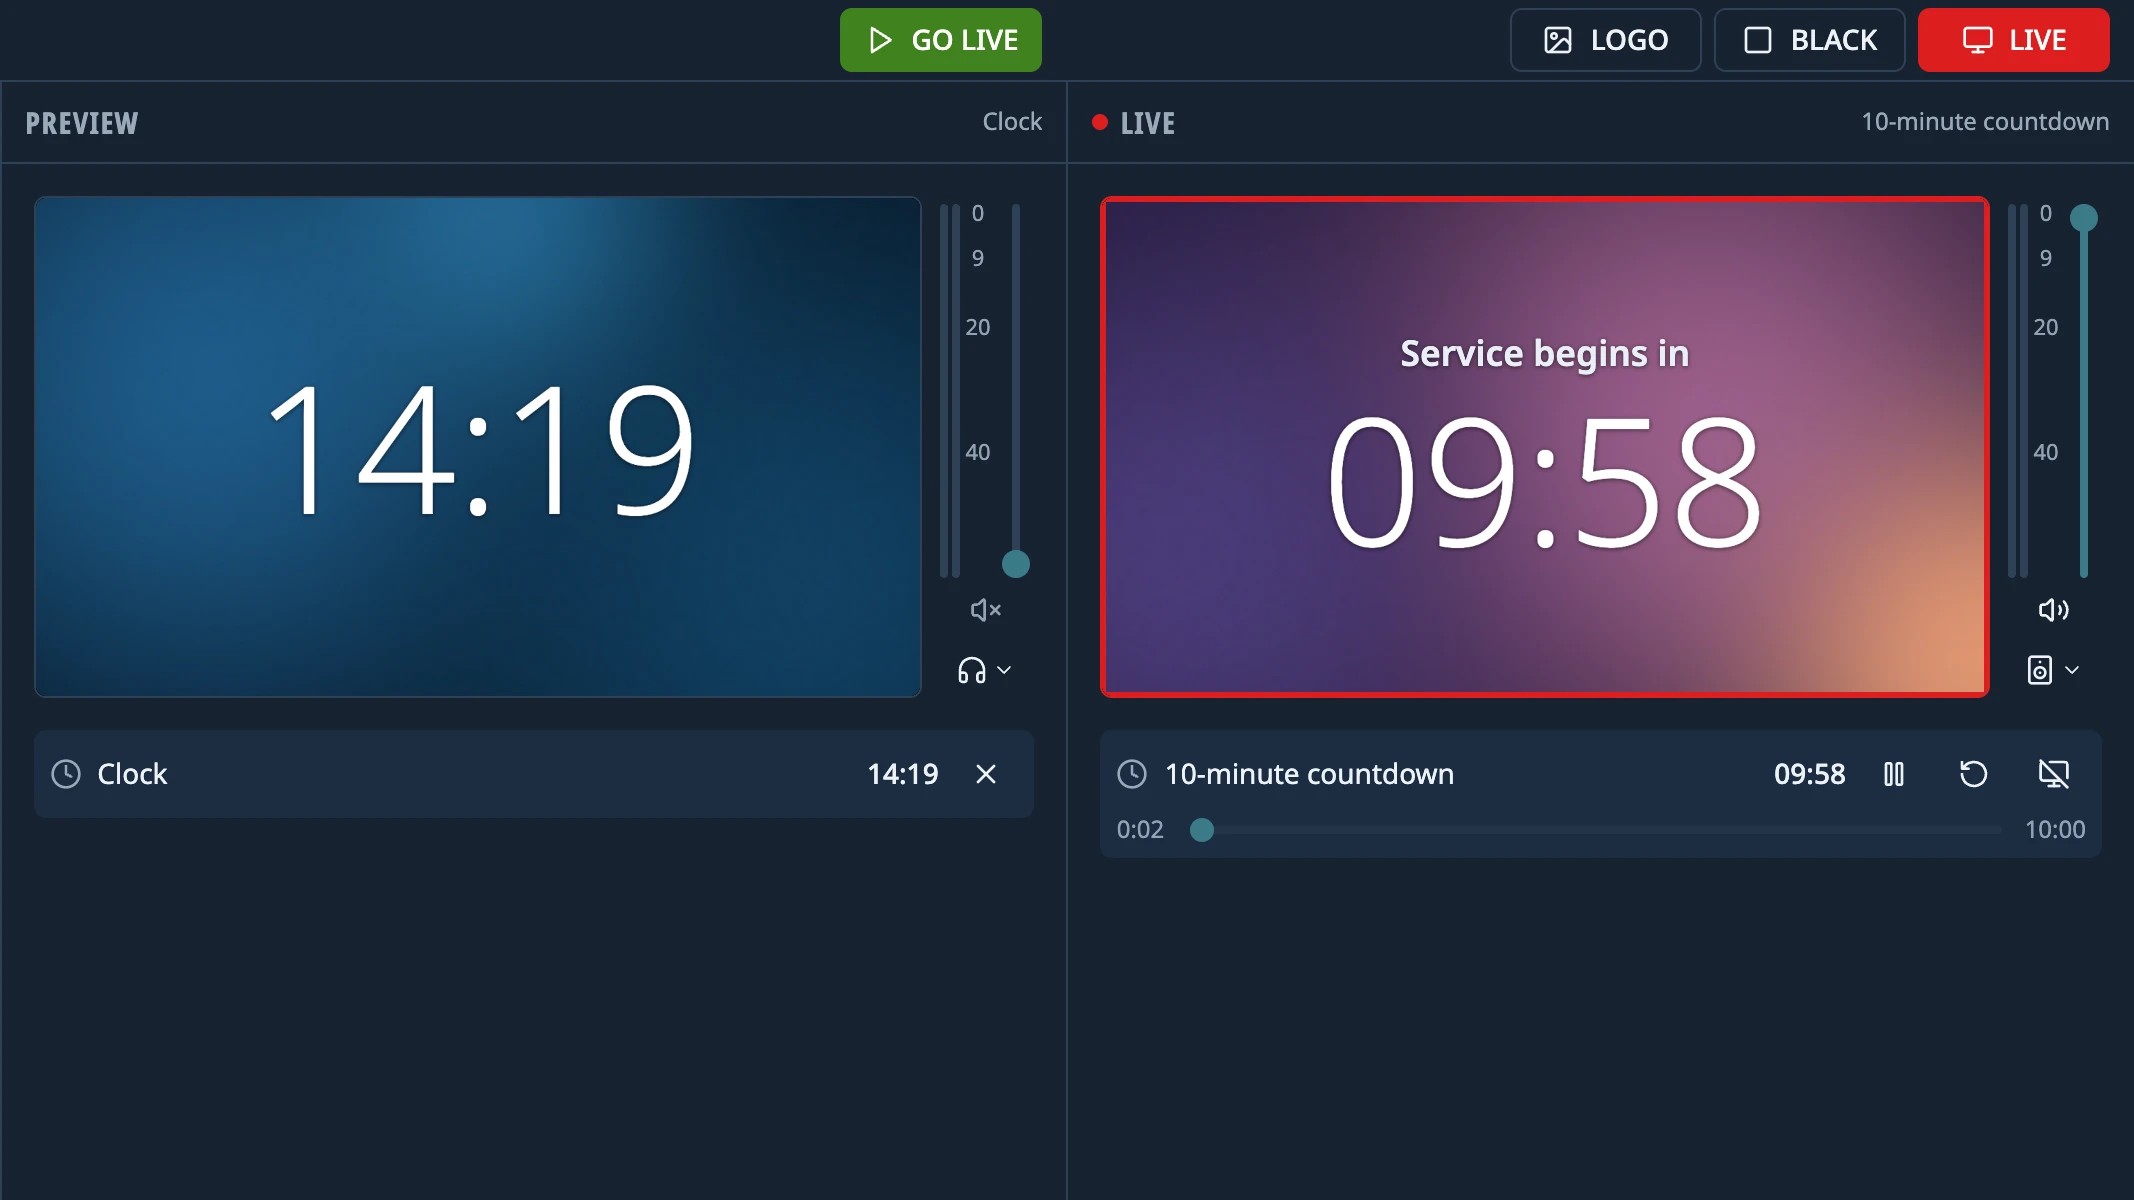 GO LIVE
LOGO
BLACK
LIVE
PREVIEW
Clock
LIVE
10-minute countdown
14:19
0
9
20
40
Service begins in
09:58
0
9
20
40
Clock
14:19
10-minute countdown
09:58
0:02
10:00